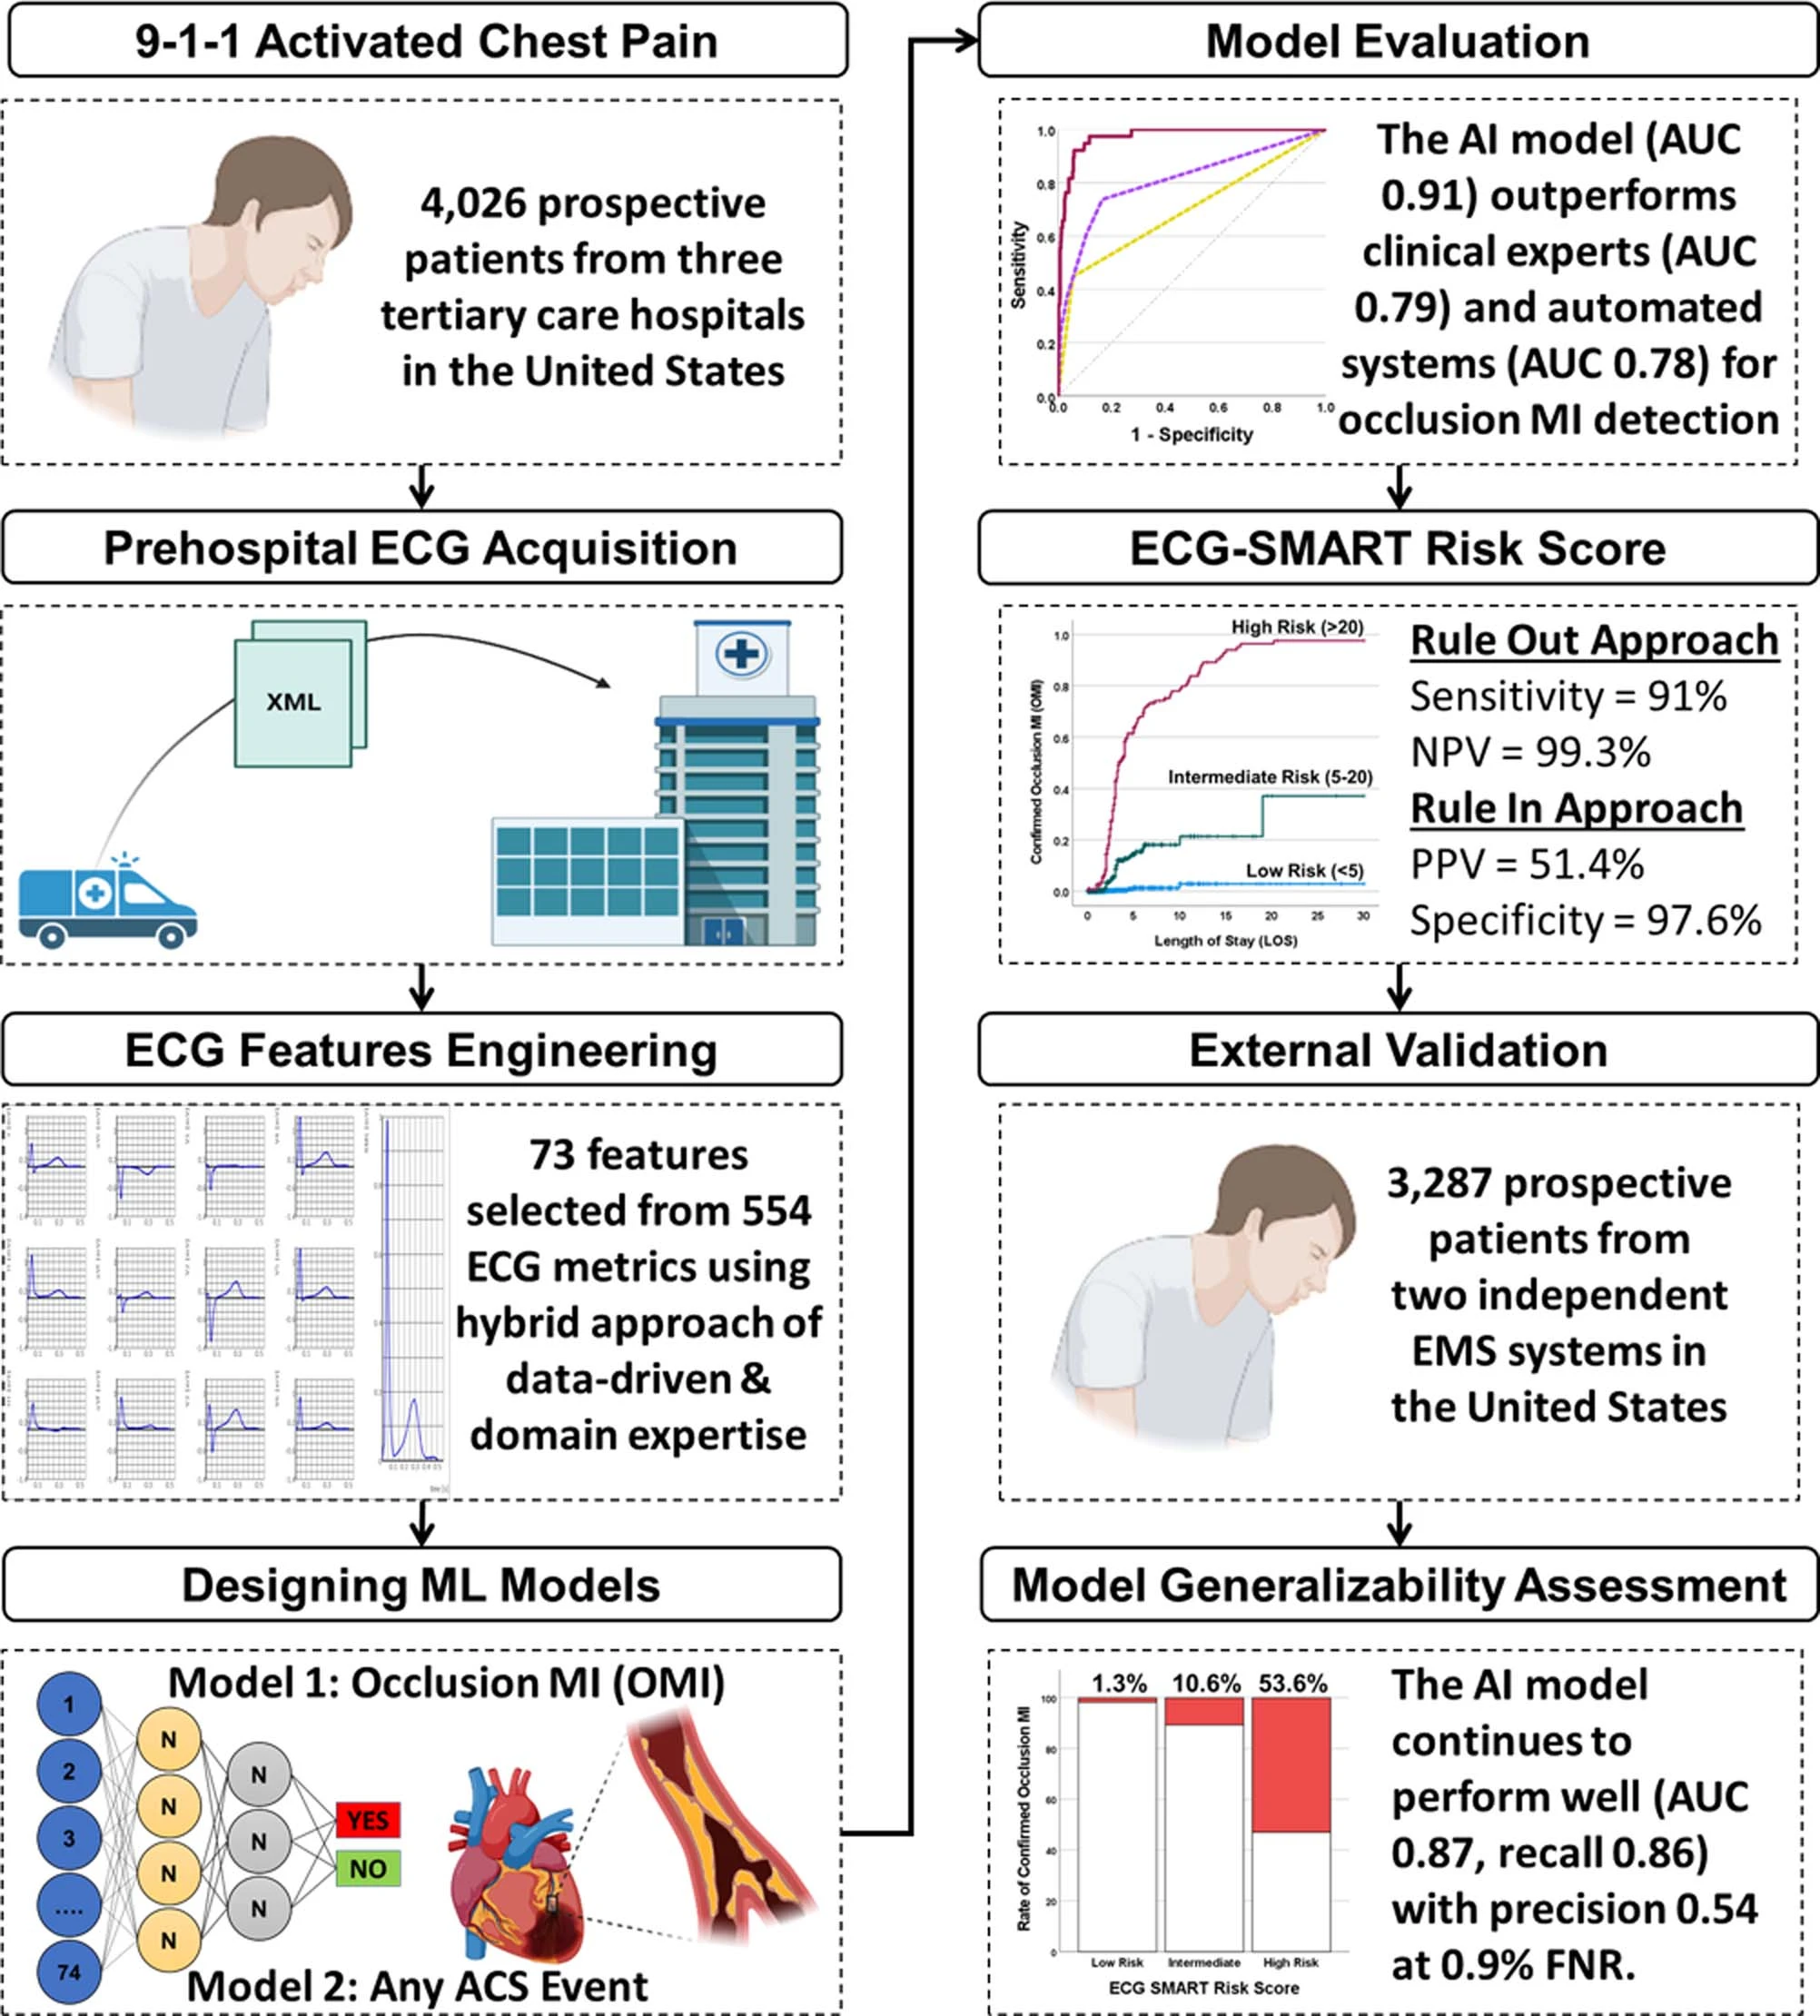 9-1-1 Activated Chest Pain
4,026 prospective
patients from three
tertiary care hospitals
in the United States
Prehospital ECG Acquisition
XML
ECG Features Engineering
73 features
selected from 554
ECG metrics using
hybrid approach of
data-driven &
domain expertise
Designing ML Models
Model 1: Occlusion MI (OMI)
1
2
3
....
74
N
N
N
N
N
N
N
YES
NO
Model 2: Any ACS Event
Model Evaluation
Sensitivity
1.0
0.8
0.6
0.4
0.2
0.0
0.0 0.2 0.4 0.6 0.8 1.0
1 - Specificity
The AI model (AUC
0.91) outperforms
clinical experts (AUC
0.79) and automated
systems (AUC 0.78) for
occlusion MI detection
ECG-SMART Risk Score
Confirmed Occlusion MI (OMI)
1.0
0.8
0.6
0.4
0.2
0.0
High Risk (>20)
Intermediate Risk (5-20)
Low Risk (<5)
0 5 10 15 20 25 30
Length of Stay (LOS)
Rule Out Approach
Sensitivity = 91%
NPV = 99.3%
Rule In Approach
PPV = 51.4%
Specificity = 97.6%
External Validation
3,287 prospective
patients from
two independent
EMS systems in
the United States
Model Generalizability Assessment
Rate of Confirmed Occlusion MI
100
80
60
40
20
0
1.3% 10.6% 53.6%
Low Risk Intermediate High Risk
ECG SMART Risk Score
The AI model
continues to
perform well (AUC
0.87, recall 0.86)
with precision 0.54
at 0.9% FNR.